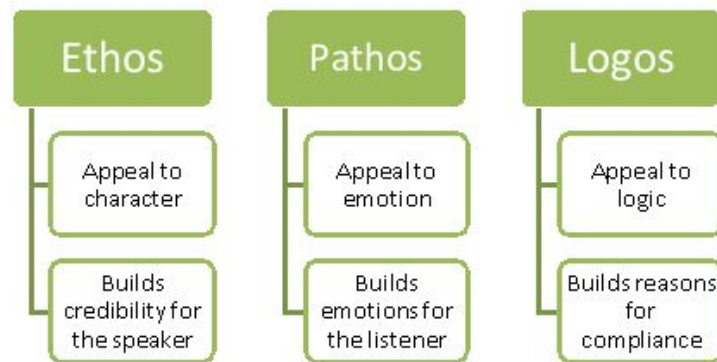 Ethos
Appeal to
character
Builds
credibility for
the speaker
Pathos
Appeal to
emotion
Builds
emotions for
the listener
Logos
Appeal to
logic
Builds reasons
for
compliance